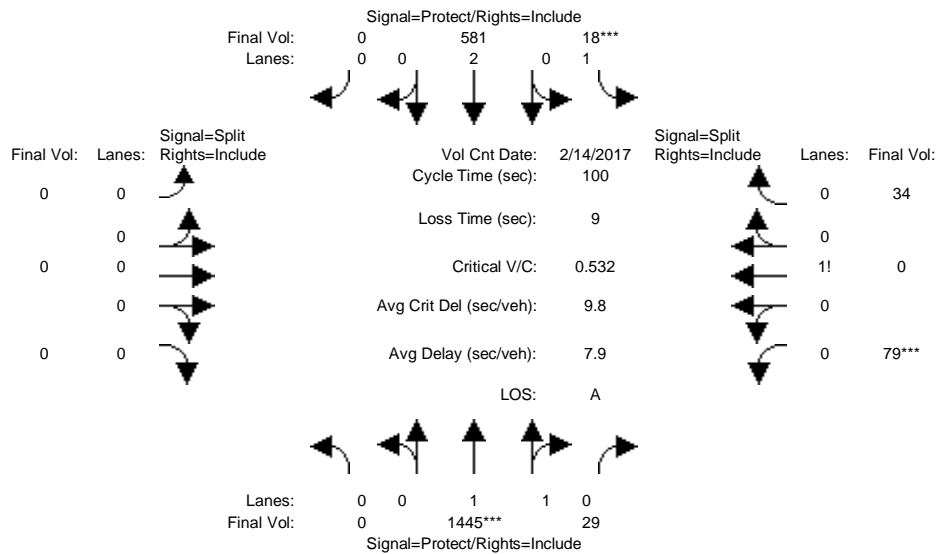 Signal=Protect/Rights=Include
Final Vol: 0 581 18***
Lanes: 0 0 2 0 1
Signal=Split
Final Vol: Lanes: Rights=Include
Vol Cnt Date: 2/14/2017
Signal=Split
Rights=Include Lanes: Final Vol:
Cycle Time (sec): 100
0 0
0 34
Loss Time (sec): 9
0
0
0 0
Critical V/C: 0.532
1! 0
0
Avg Crit Del (sec/veh): 9.8
0
0 0
Avg Delay (sec/veh): 7.9
0 79***
LOS: A
Lanes: 0 0 1 1 0
Final Vol: 0 1445*** 29
Signal=Protect/Rights=Include